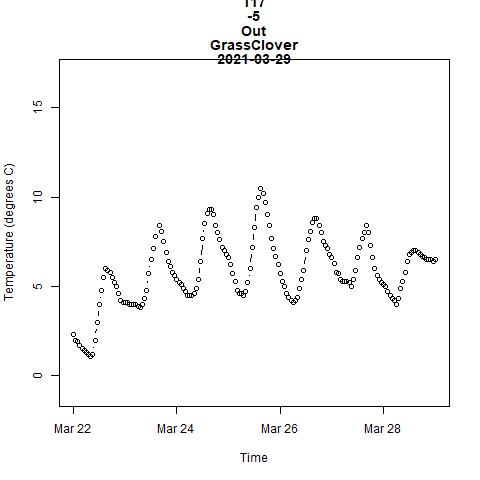 117
-5
Out
GrassClover
2021-03-29
Temperature (degrees C)
15
10
5
0
Mar 22
Mar 24
Mar 26
Mar 28
Time